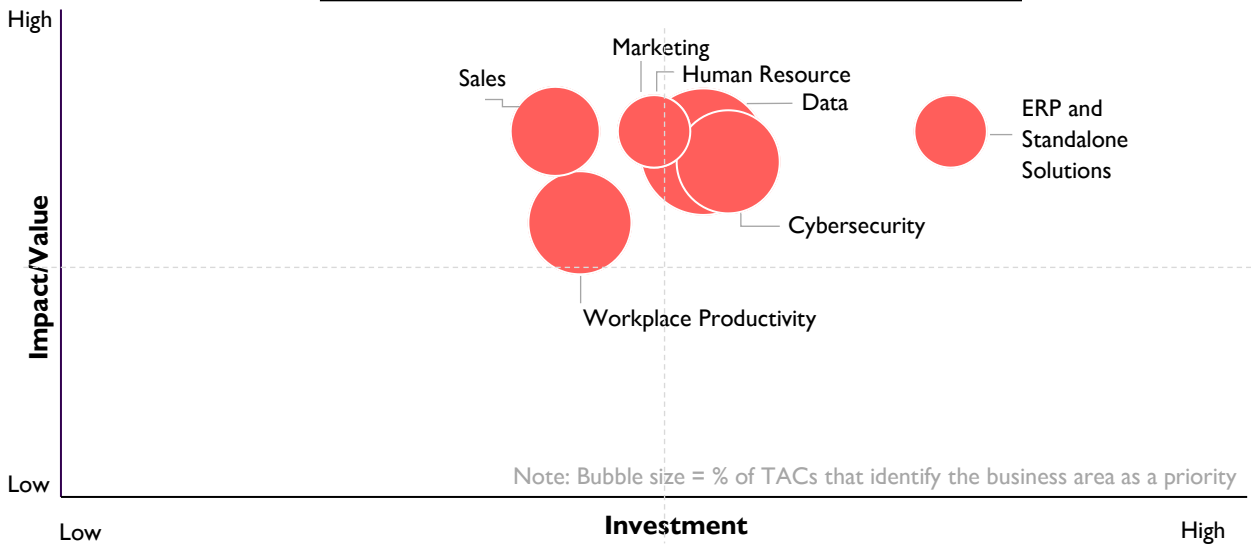 High
Marketing
Sales
Human Resource
Data
ERP and
Standalone
Solutions
Cybersecurity
Impact/Value
Workplace Productivity
Note: Bubble size = % of TACs that identify the business area as a priority
Low
Low
Investment
High